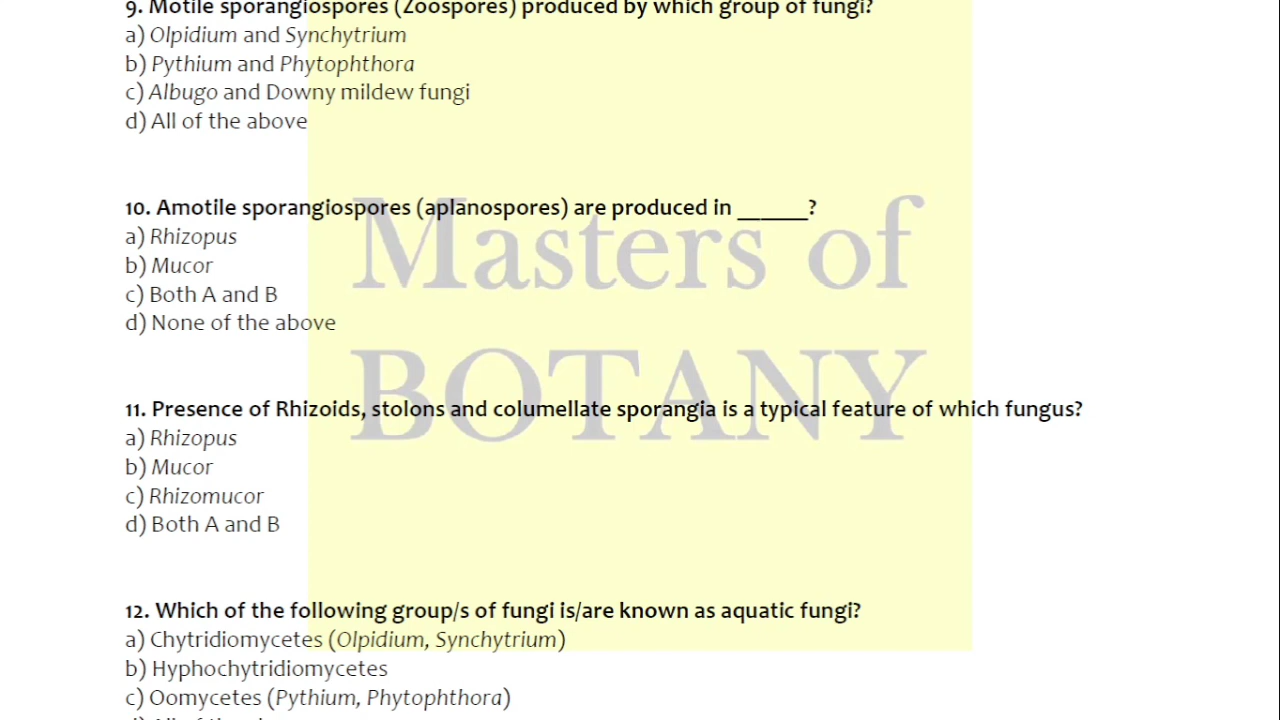 9. Motile sporangiospores (Zoospores) produced by which group of fungi?
a) Olpidium and Synchytrium
b) Pythium and Phytophthora
c) Albugo and Downy mildew fungi
d) All of the above
10. Amotile sporangiospores (aplanospores) are produced in ______?
a) Rhizopus
b) Mucor
c) Both A and B
d) None of the above
11. Presence of Rhizoids, stolons and columellate sporangia is a typical feature of which fungus?
a) Rhizopus
b) Mucor
c) Rhizomucor
d) Both A and B
12. Which of the following group/s of fungi is/are known as aquatic fungi?
a) Chytridiomycetes (Olpidium, Synchytrium)
b) Hyphochytridiomycetes
c) Oomycetes (Pythium, Phytophthora)
Masters of
BOTANY